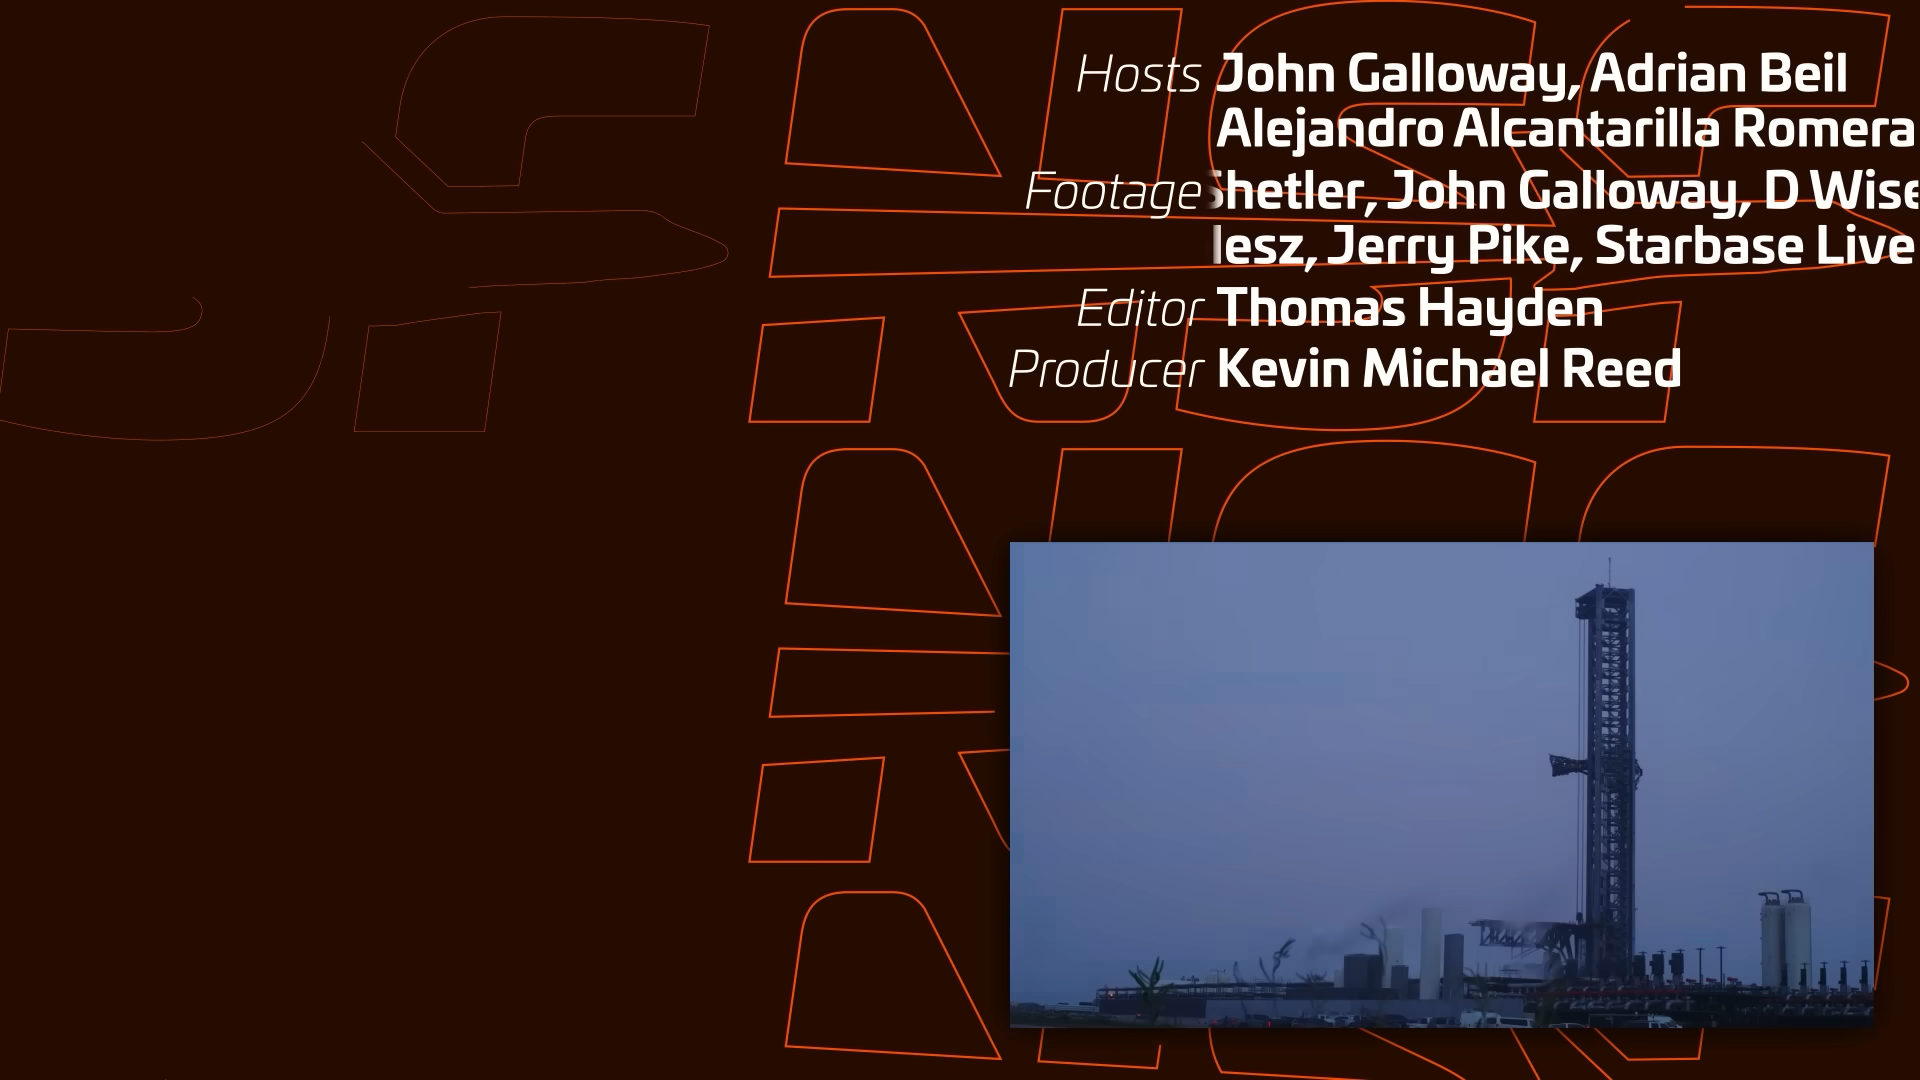 Hosts John Galloway, Adrian Beil
Alejandro Alcantarilla Romera
Footage Shetler, John Galloway, D Wise
lesz, Jerry Pike, Starbase Live
Editor Thomas Hayden
Producer Kevin Michael Reed